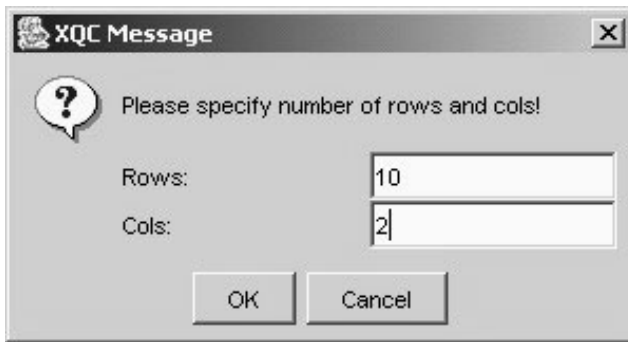 XQC Message
Please specify number of rows and cols!
Rows: 10
Cols: 2
OK Cancel